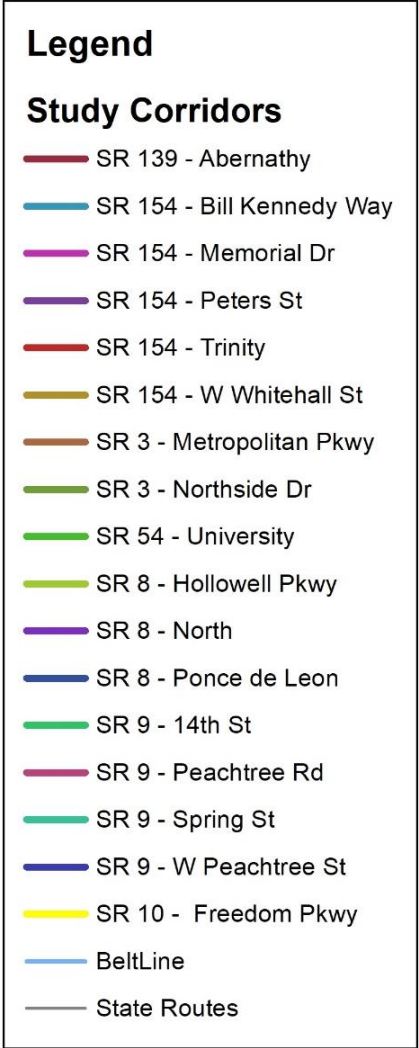 Legend
Study Corridors
SR 139 - Abernathy
SR 154 - Bill Kennedy Way
SR 154 - Memorial Dr
SR 154 - Peters St
SR 154 - Trinity
SR 154 - W Whitehall St
SR 3 - Metropolitan Pkwy
SR 3 - Northside Dr
SR 54 - University
SR 8 - Hollowell Pkwy
SR 8 - North
SR 8 - Ponce de Leon
SR 9 - 14th St
SR 9 - Peachtree Rd
SR 9 - Spring St
SR 9 - W Peachtree St
SR 10 -  Freedom Pkwy
BeltLine
State Routes